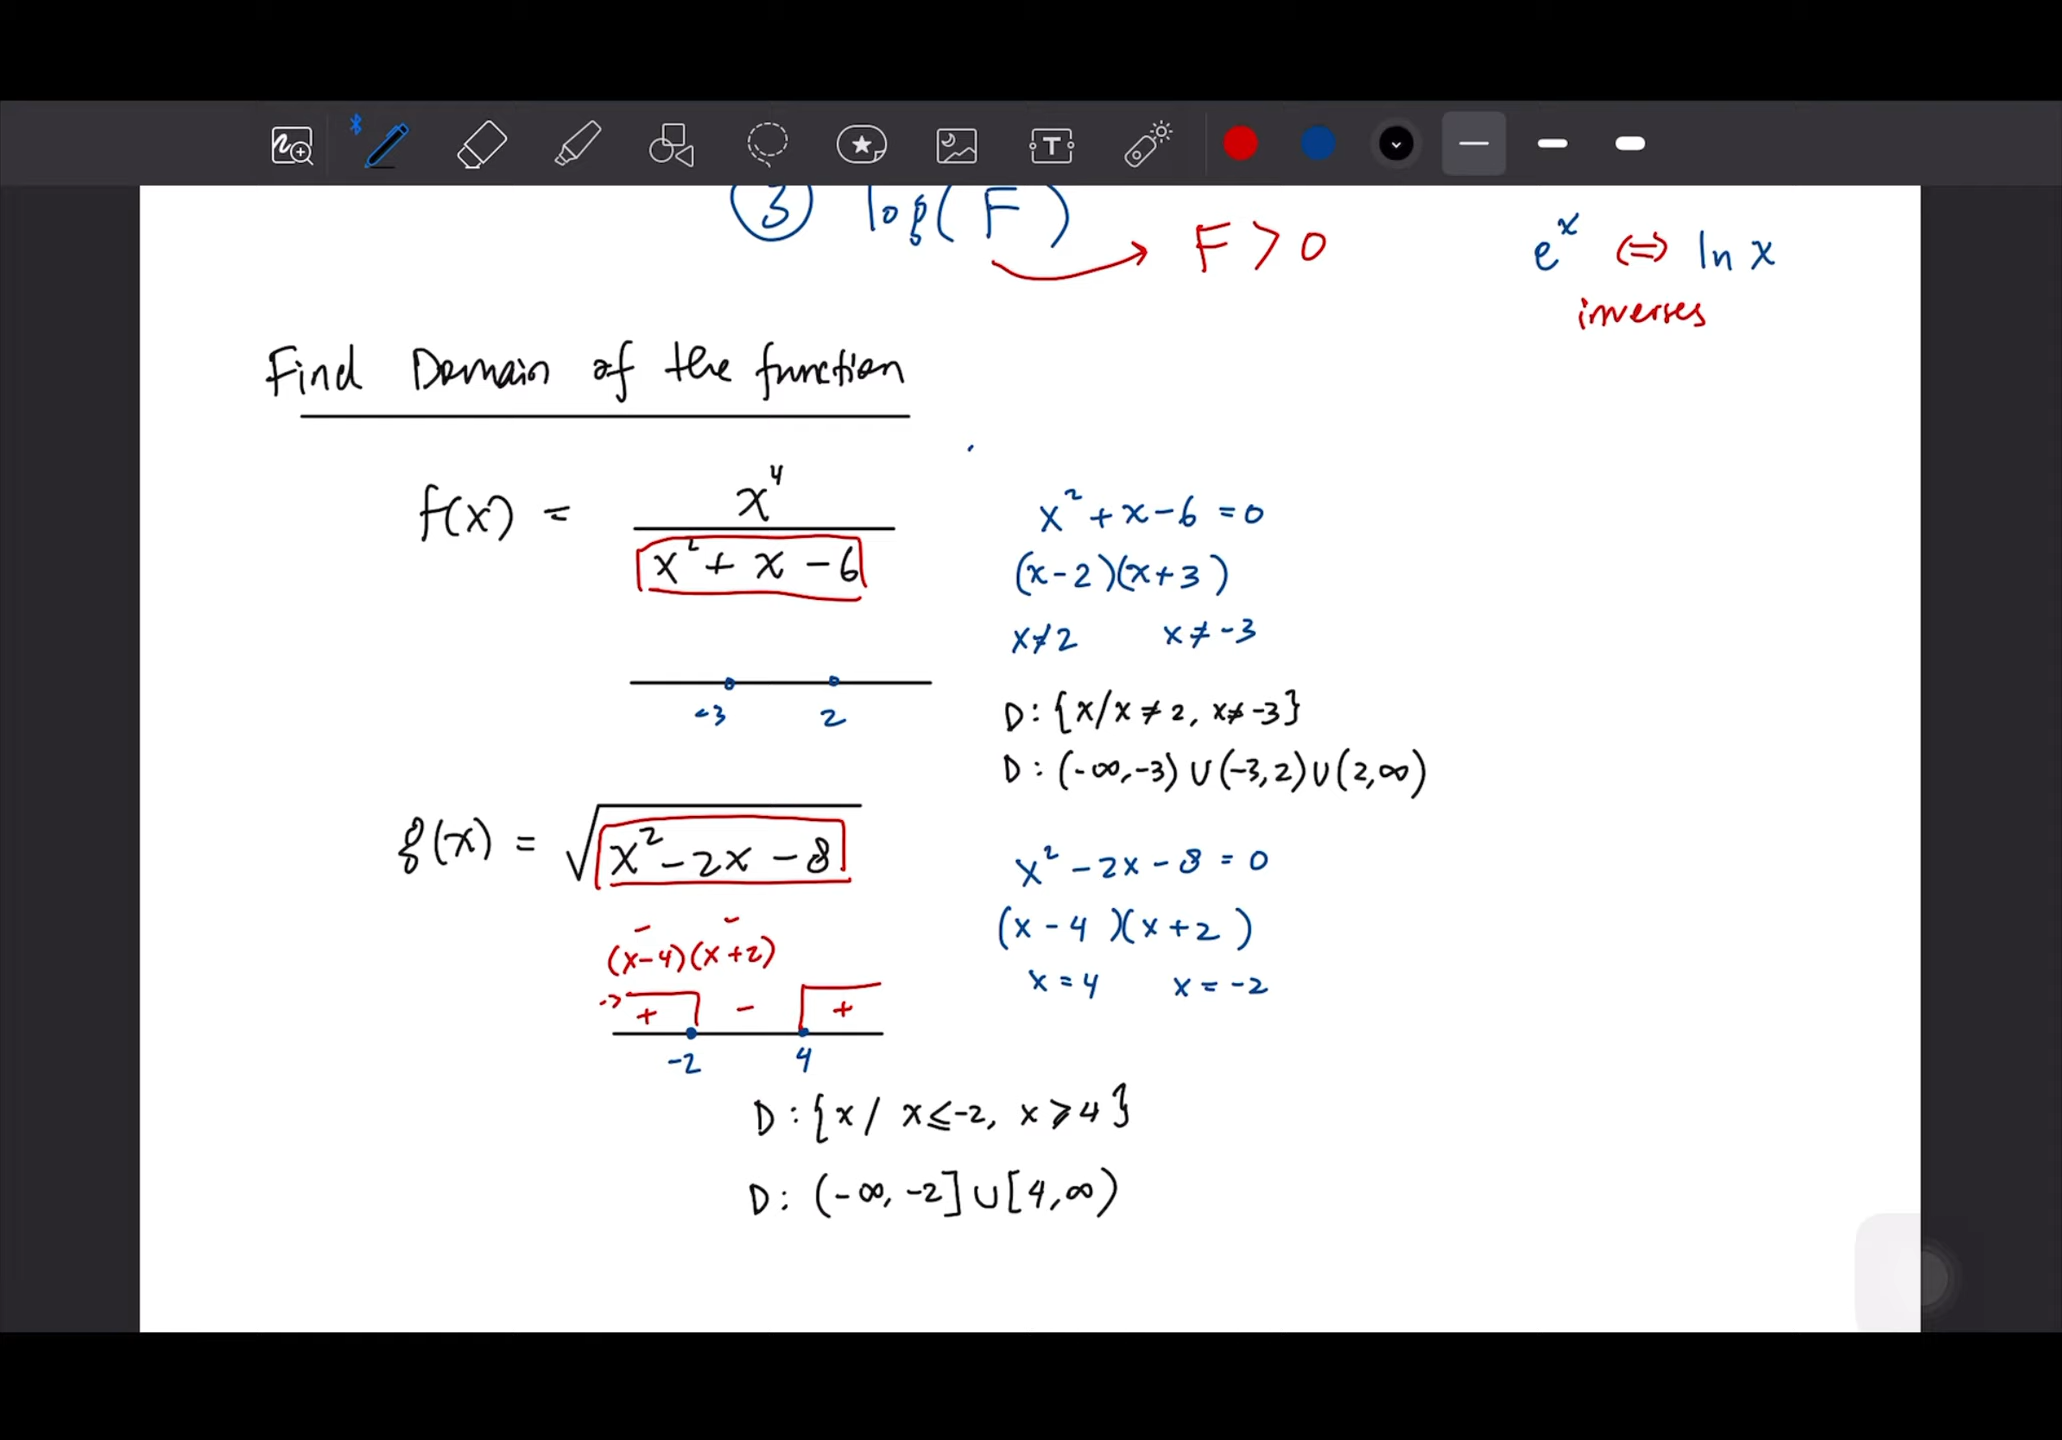 ③ log(F)
F > 0
eˣ ⇔ ln x
inverses
Find Domain of the function
f(x) = x⁴ / (x² + x - 6)
x² + x - 6 = 0
(x - 2)(x + 3)
x ≠ 2 x ≠ -3
-3 2
D: {x / x ≠ 2, x ≠ -3}
D: (-∞, -3) ∪ (-3, 2) ∪ (2, ∞)
g(x) = √(x² - 2x - 8)
x² - 2x - 8 = 0
(x - 4)(x + 2)
x = 4 x = -2
- -
(x-4)(x+2)
-> + - +
-2 4
D: {x / x ≤ -2, x ≥ 4}
D: (-∞, -2] ∪ [4, ∞)